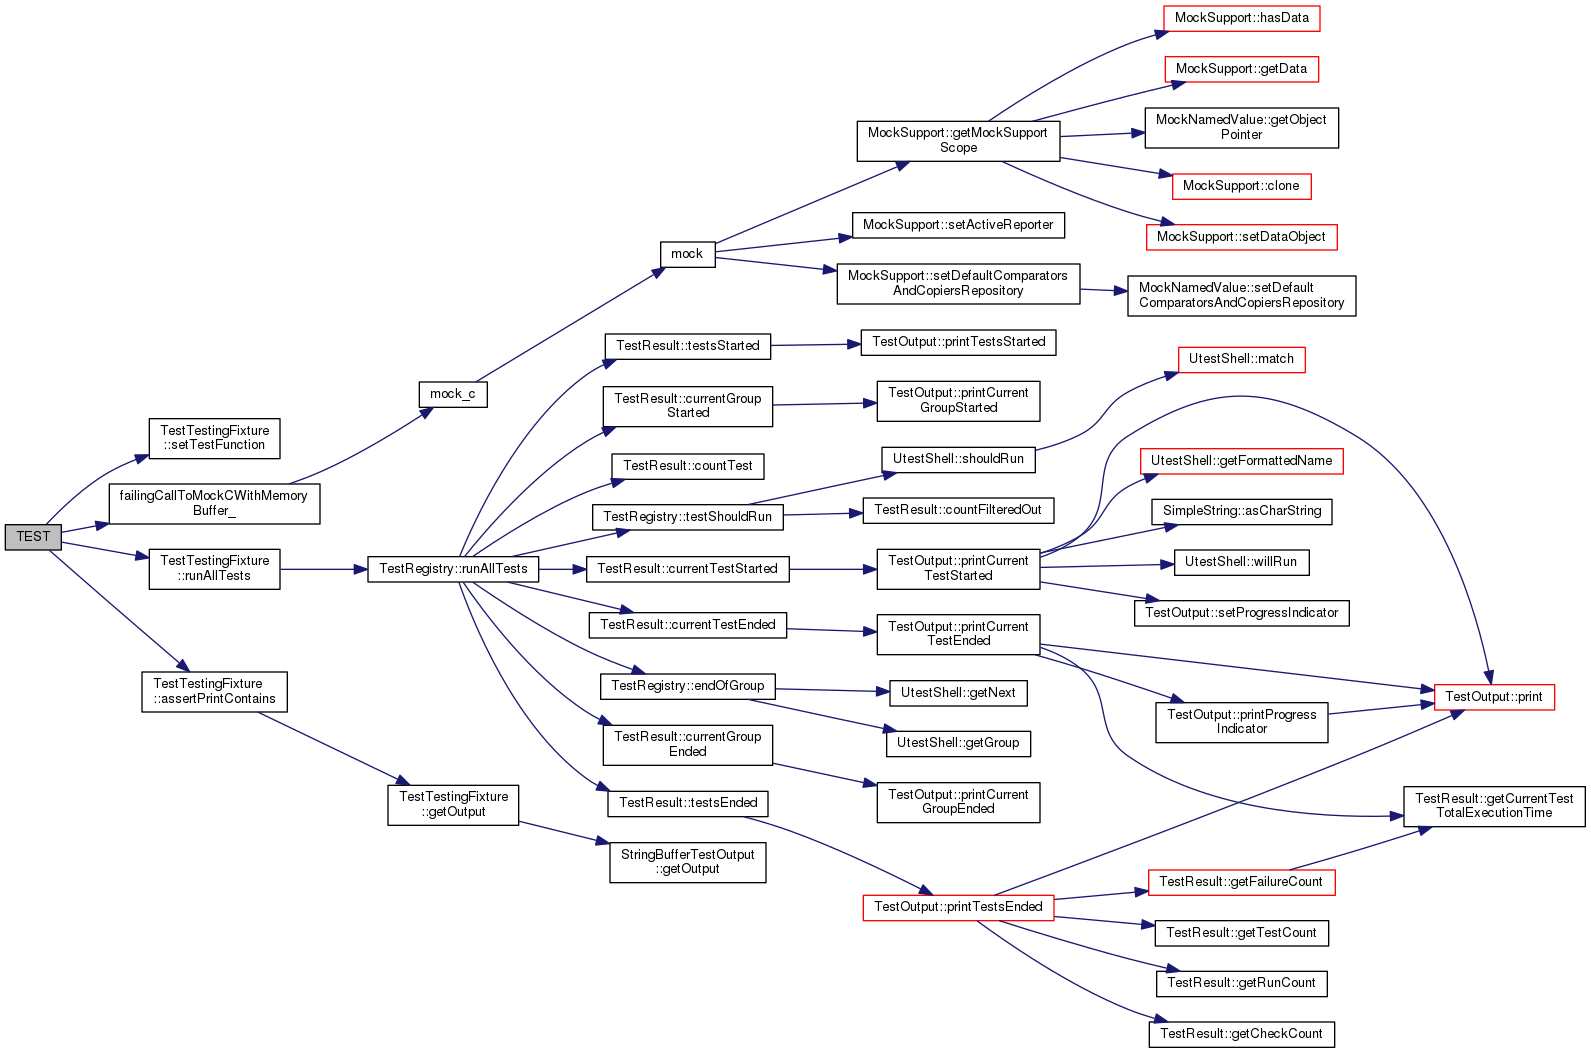 TEST
TestTestingFixture
::setTestFunction
failingCallToMockCWithMemory
Buffer_
TestTestingFixture
::runAllTests
TestTestingFixture
::assertPrintContains
mock_c
TestRegistry::runAllTests
TestTestingFixture
::getOutput
mock
TestResult::testsStarted
TestResult::currentGroup
Started
TestResult::countTest
TestRegistry::testShouldRun
TestResult::currentTestStarted
TestResult::currentTestEnded
TestRegistry::endOfGroup
TestResult::currentGroup
Ended
TestResult::testsEnded
StringBufferTestOutput
::getOutput
MockSupport::getMockSupport
Scope
MockSupport::setActiveReporter
MockSupport::setDefaultComparators
AndCopiersRepository
TestOutput::printTestsStarted
TestOutput::printCurrent
GroupStarted
UtestShell::shouldRun
TestResult::countFilteredOut
TestOutput::printCurrent
TestStarted
TestOutput::printCurrent
TestEnded
UtestShell::getNext
UtestShell::getGroup
TestOutput::printCurrent
GroupEnded
TestOutput::printTestsEnded
MockSupport::hasData
MockSupport::getData
MockNamedValue::getObject
Pointer
MockSupport::clone
MockSupport::setDataObject
MockNamedValue::setDefault
ComparatorsAndCopiersRepository
UtestShell::match
UtestShell::getFormattedName
SimpleString::asCharString
UtestShell::willRun
TestOutput::setProgressIndicator
TestOutput::printProgress
Indicator
TestResult::getFailureCount
TestResult::getTestCount
TestResult::getRunCount
TestResult::getCheckCount
TestOutput::print
TestResult::getCurrentTest
TotalExecutionTime